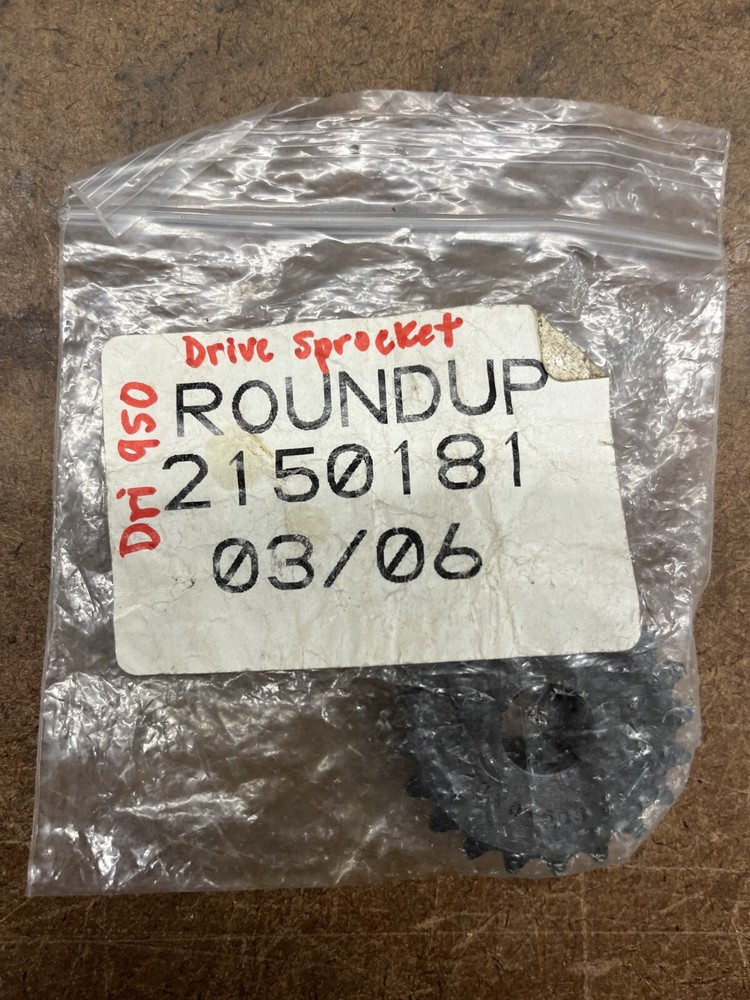 Drive Sprocket
Dri 950
ROUNDUP
2150181
03/06